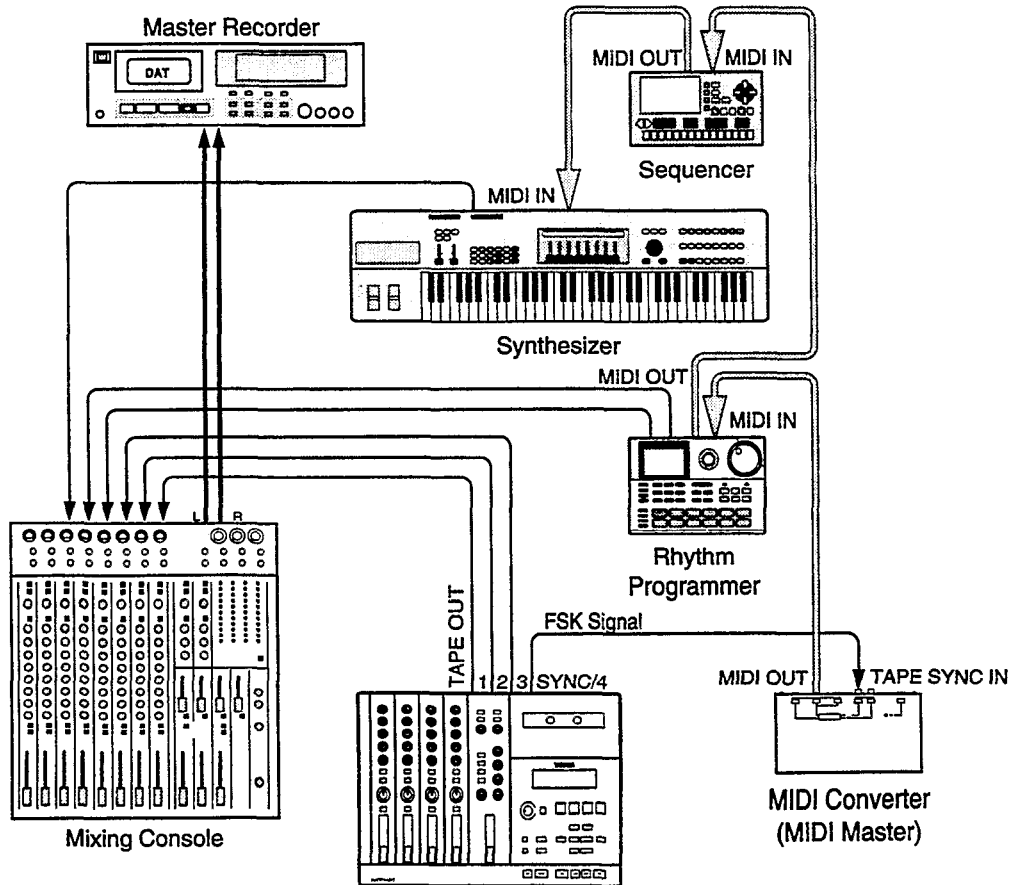 Master Recorder
DAT
MIDI OUT
MIDI IN
Sequencer
MIDI IN
Synthesizer
MIDI OUT
MIDI IN
L
R
Rhythm
Programmer
FSK Signal
TAPE OUT
1
2
3
SYNC/4
MIDI OUT
TAPE SYNC IN
Mixing Console
MIDI Converter
(MIDI Master)